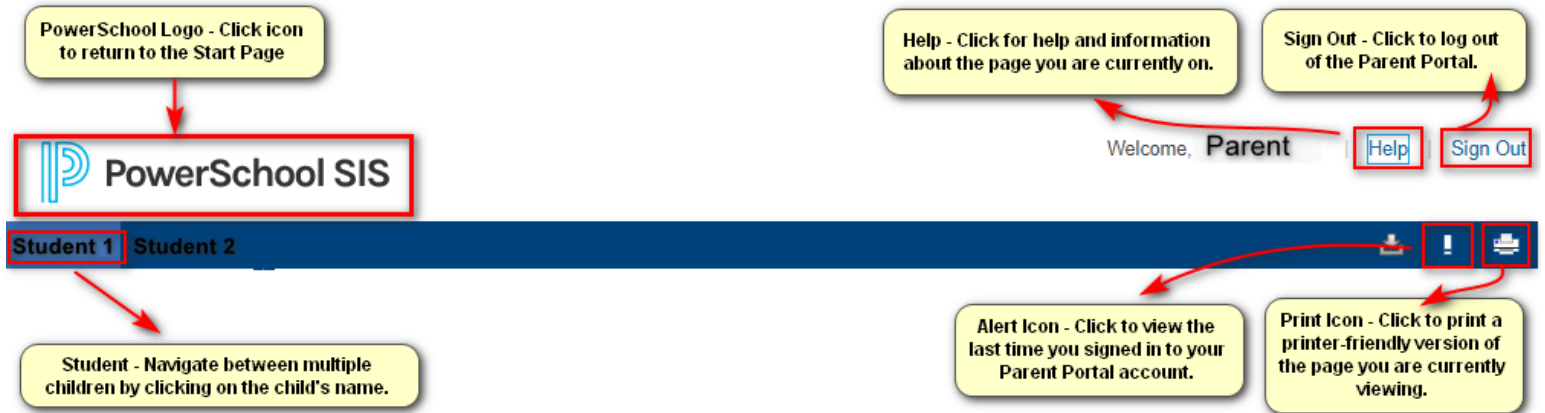 PowerSchool Logo - Click icon
to return to the Start Page
Help - Click for help and information
about the page you are currently on.
Sign Out - Click to log out
of the Parent Portal.
PowerSchool SIS
Welcome, Parent | Help | Sign Out
Student 1 Student 2
Student - Navigate between multiple
children by clicking on the child's name.
Alert Icon - Click to view the
last time you signed in to your
Parent Portal account.
Print Icon - Click to print a
printer-friendly version of
the page you are currently
viewing.